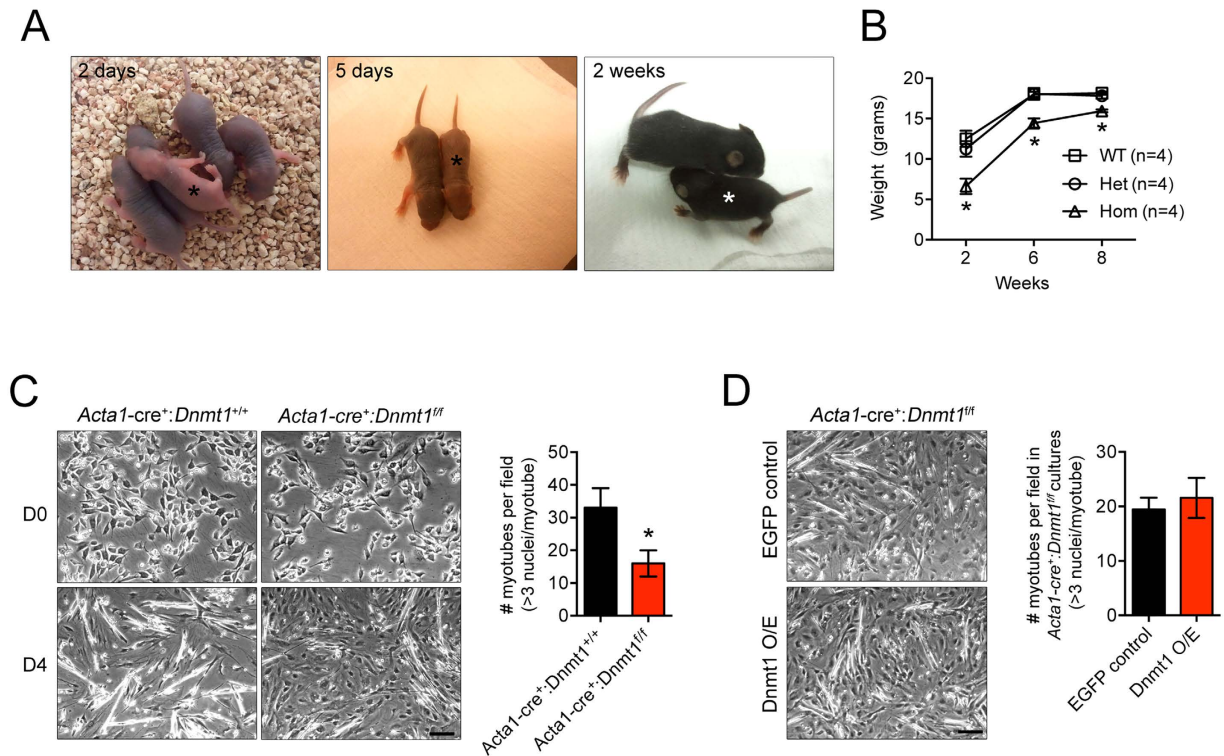 A
2 days
5 days
2 weeks
*
*
*
B
Weight (grams)
20
15
10
5
0
*
*
*
WT (n=4)
Het (n=4)
Hom (n=4)
2
6
8
Weeks
C
Acta1-cre⁺:Dnmt1⁺/⁺
Acta1-cre⁺:Dnmt1ᶠ/ᶠ
D0
D4
# myotubes per field
(>3 nuclei/myotube)
50
40
30
20
10
0
*
Acta1-cre⁺:Dnmt1⁺/⁺
Acta1-cre⁺:Dnmt1ᶠ/ᶠ
D
Acta1-cre⁺:Dnmt1ᶠ/ᶠ
EGFP control
Dnmt1 O/E
# myotubes per field in
Acta1-cre⁺:Dnmt1ᶠ/ᶠ cultures
(>3 nuclei/myotube)
30
20
10
0
EGFP control
Dnmt1 O/E